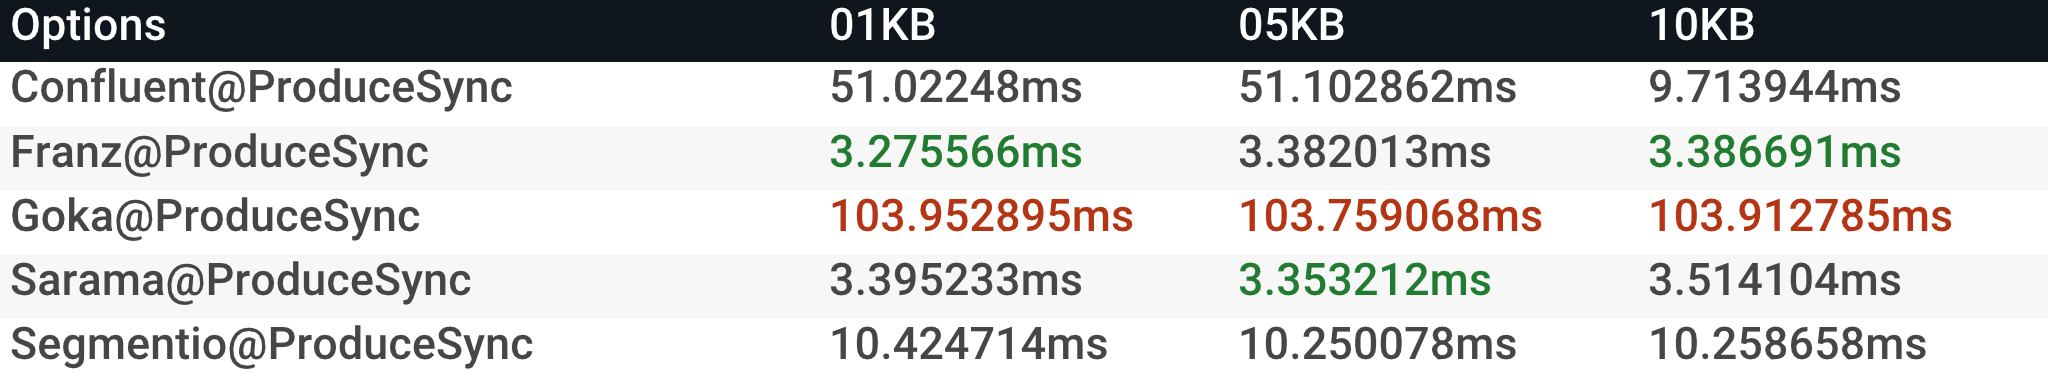 Options 01KB 05KB 10KB
Confluent@ProduceSync 51.02248ms 51.102862ms 9.713944ms
Franz@ProduceSync 3.275566ms 3.382013ms 3.386691ms
Goka@ProduceSync 103.952895ms 103.759068ms 103.912785ms
Sarama@ProduceSync 3.395233ms 3.353212ms 3.514104ms
Segmentio@ProduceSync 10.424714ms 10.250078ms 10.258658ms